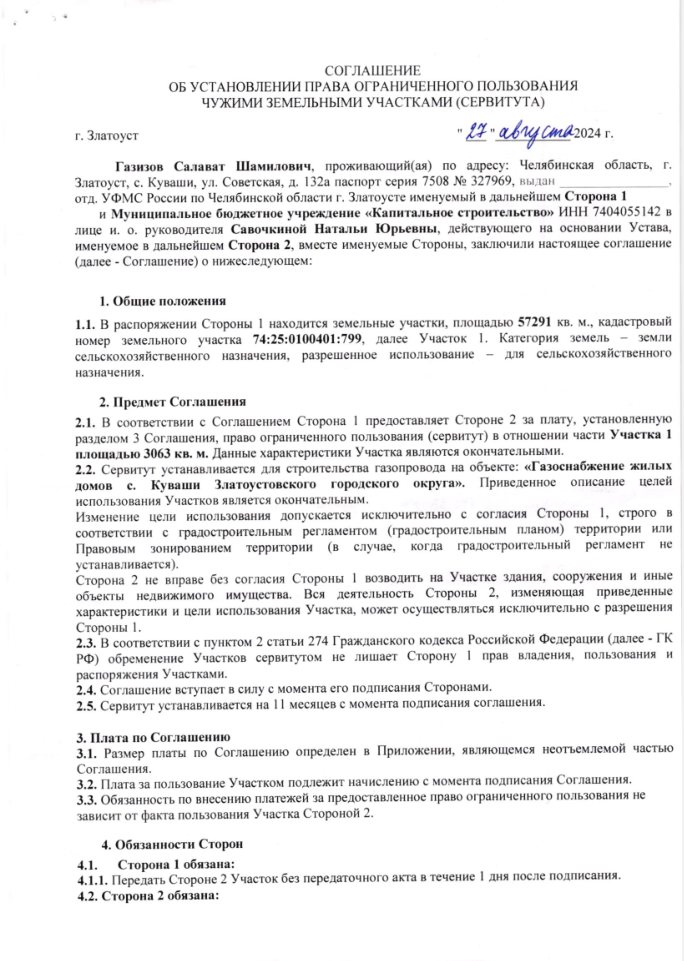 СОГЛАШЕНИЕ
ОБ УСТАНОВЛЕНИИ ПРАВА ОГРАНИЧЕННОГО ПОЛЬЗОВАНИЯ
ЧУЖИМИ ЗЕМЕЛЬНЫМИ УЧАСТКАМИ (СЕРВИТУТА)
г. Златоуст " 27 " августа 2024 г.
Газизов Салават Шамилович, проживающий(ая) по адресу: Челябинская область, г.
Златоуст, с. Куваши, ул. Советская, д. 132а паспорт серия 7508 № 327969, выдан ________________,
отд. УФМС России по Челябинской области г. Златоусте именуемый в дальнейшем Сторона 1
и Муниципальное бюджетное учреждение «Капитальное строительство» ИНН 7404055142 в
лице и. о. руководителя Савочкиной Натальи Юрьевны, действующего на основании Устава,
именуемое в дальнейшем Сторона 2, вместе именуемые Стороны, заключили настоящее соглашение
(далее - Соглашение) о нижеследующем:
1. Общие положения
1.1. В распоряжении Стороны 1 находится земельные участки, площадью 57291 кв. м., кадастровый
номер земельного участка 74:25:0100401:799, далее Участок 1. Категория земель – земли
сельскохозяйственного назначения, разрешенное использование – для сельскохозяйственного
назначения.
2. Предмет Соглашения
2.1. В соответствии с Соглашением Сторона 1 предоставляет Стороне 2 за плату, установленную
разделом 3 Соглашения, право ограниченного пользования (сервитут) в отношении части Участка 1
площадью 3063 кв. м. Данные характеристики Участка являются окончательными.
2.2. Сервитут устанавливается для строительства газопровода на объекте: «Газоснабжение жилых
домов с. Куваши Златоустовского городского округа». Приведенное описание целей
использования Участков является окончательным.
Изменение цели использования допускается исключительно с согласия Стороны 1, строго в
соответствии с градостроительным регламентом (градостроительным планом) территории или
Правовым зонированием территории (в случае, когда градостроительный регламент не
устанавливается).
Сторона 2 не вправе без согласия Стороны 1 возводить на Участке здания, сооружения и иные
объекты недвижимого имущества. Вся деятельность Стороны 2, изменяющая приведенные
характеристики и цели использования Участка, может осуществляться исключительно с разрешения
Стороны 1.
2.3. В соответствии с пунктом 2 статьи 274 Гражданского кодекса Российской Федерации (далее - ГК
РФ) обременение Участков сервитутом не лишает Сторону 1 прав владения, пользования и
распоряжения Участками.
2.4. Соглашение вступает в силу с момента его подписания Сторонами.
2.5. Сервитут устанавливается на 11 месяцев с момента подписания соглашения.
3. Плата по Соглашению
3.1. Размер платы по Соглашению определен в Приложении, являющемся неотъемлемой частью
Соглашения.
3.2. Плата за пользование Участком подлежит начислению с момента подписания Соглашения.
3.3. Обязанность по внесению платежей за предоставленное право ограниченного пользования не
зависит от факта пользования Участка Стороной 2.
4. Обязанности Сторон
4.1. Сторона 1 обязана:
4.1.1. Передать Стороне 2 Участок без передаточного акта в течение 1 дня после подписания.
4.2. Сторона 2 обязана: